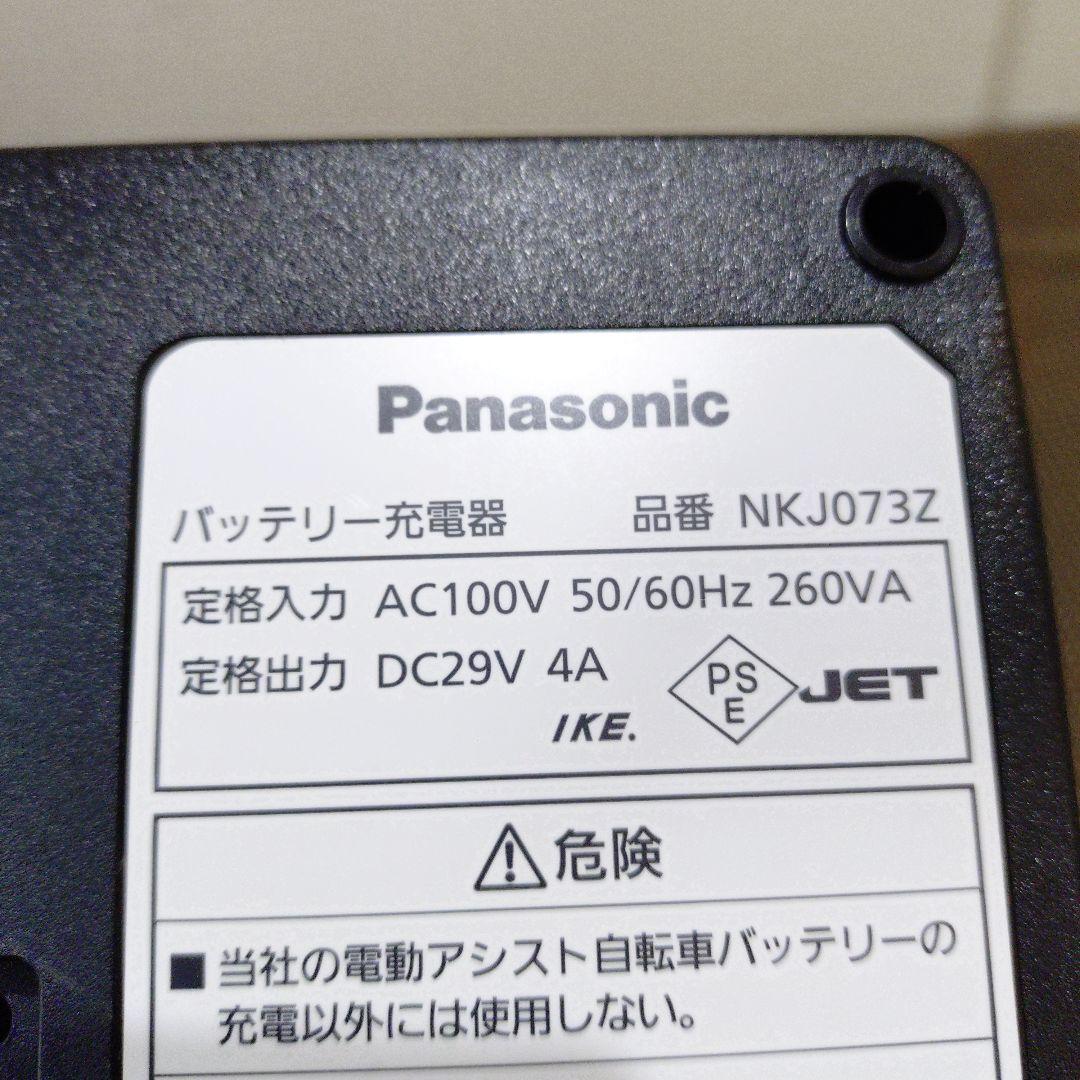 Panasonic
バッテリー充電器 品番 NKJ073Z
定格入力 AC100V 50/60Hz 260VA
定格出力 DC29V 4A
IKE.
PS
E
JET
危険
■ 当社の電動アシスト自転車バッテリーの
充電以外には使用しない。